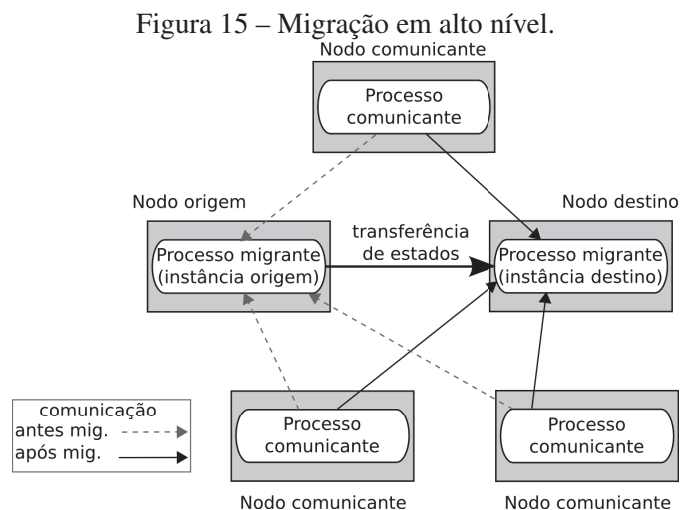 Figura 15 – Migração em alto nível.
Nodo comunicante
Processo
comunicante
Nodo origem
Nodo destino
transferência
de estados
Processo migrante
(instância origem)
Processo migrante
(instância destino)
comunicação
antes mig.
após mig.
Processo
comunicante
Processo
comunicante
Nodo comunicante
Nodo comunicante